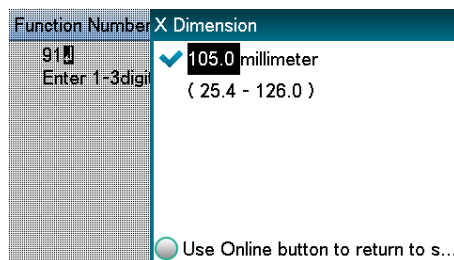 Function Number
91
Enter 1-3digit
X Dimension
105.0 millimeter
( 25.4 - 126.0 )
Use Online button to return to s...